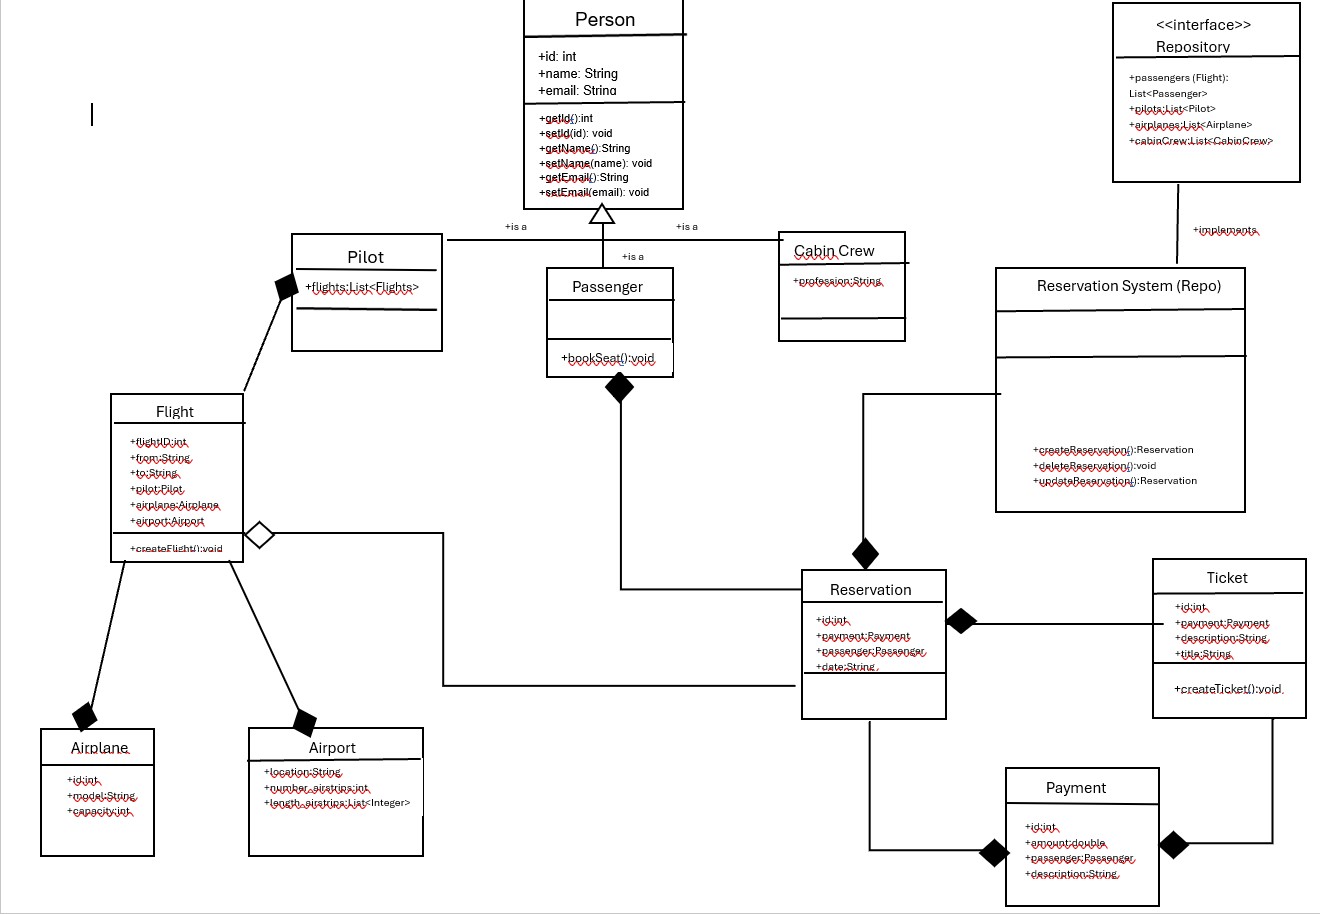 Person
+id: int
+name: String
+email: String
+getId():int
+setId(id): void
+getName():String
+setName(name): void
+getEmail():String
+setEmail(email): void
<<interface>>
Repository
+passengers (Flight):
List<Passenger>
+pilots:List<Pilot>
+airplanes:List<Airplane>
+cabinCrew:List<CabinCrew>
+is a
+is a
+is a
+implements
Pilot
+flights:List<Flights>
Passenger
+bookSeat():void
Cabin Crew
+profession:String
Reservation System (Repo)
+createReservation():Reservation
+deleteReservation():void
+updateReservation():Reservation
Flight
+flightID:int
+from:String
+to:String
+pilot:Pilot
+airplane:Airplane
+airport:Airport
+createFlight():void
Reservation
+id:int
+payment:Payment
+passenger:Passenger
+date:String
Ticket
+id:int
+payment:Payment
+description:String
+title:String
+createTicket():void
Airplane
+id:int
+model:String
+capacity:int
Airport
+location:String
+number_airstrips:int
+length_airstrips:List<Integer>
Payment
+id:int
+amount:double
+passenger:Passenger
+description:String